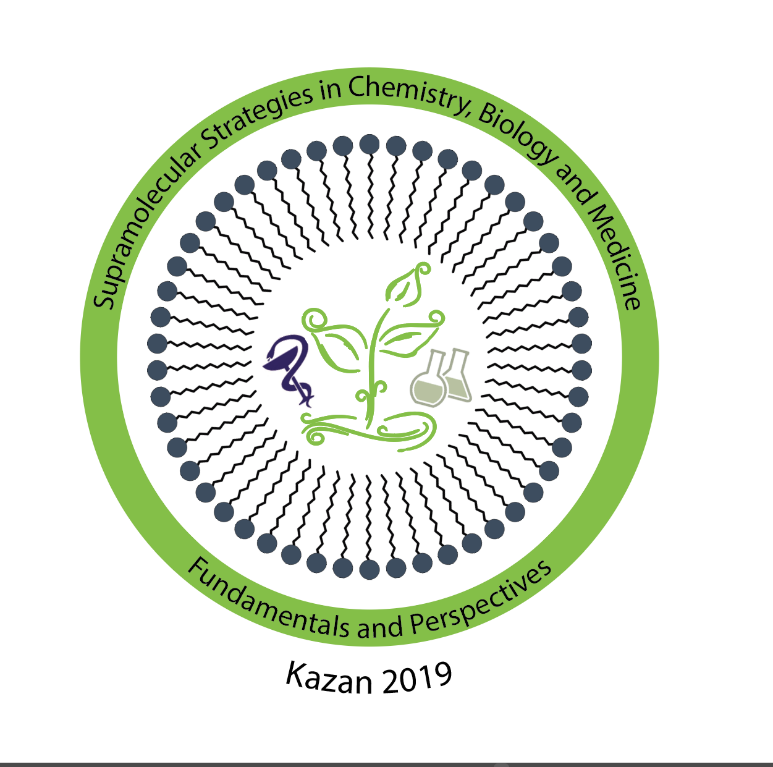 Supramolecular Strategies in Chemistry, Biology and Medicine
Fundamentals and Perspectives
Kazan 2019